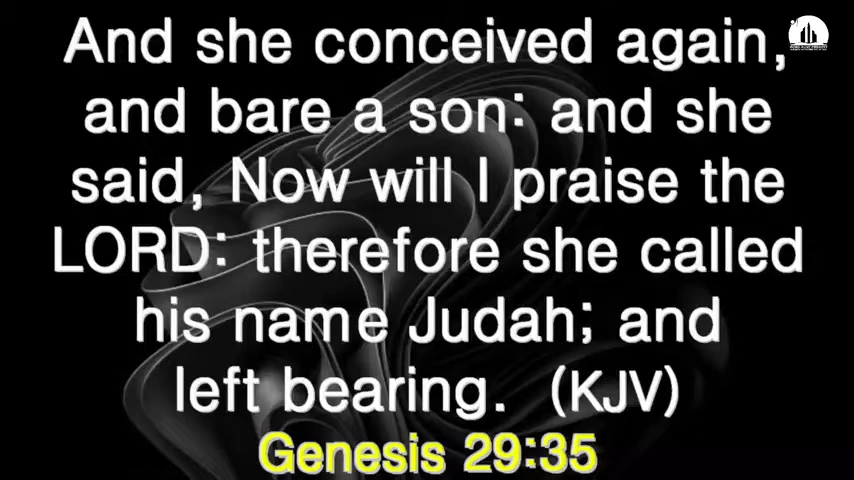 And she conceived again,
and bare a son: and she
said, Now will I praise the
LORD: therefore she called
his name Judah; and
left bearing. (KJV)
Genesis 29:35